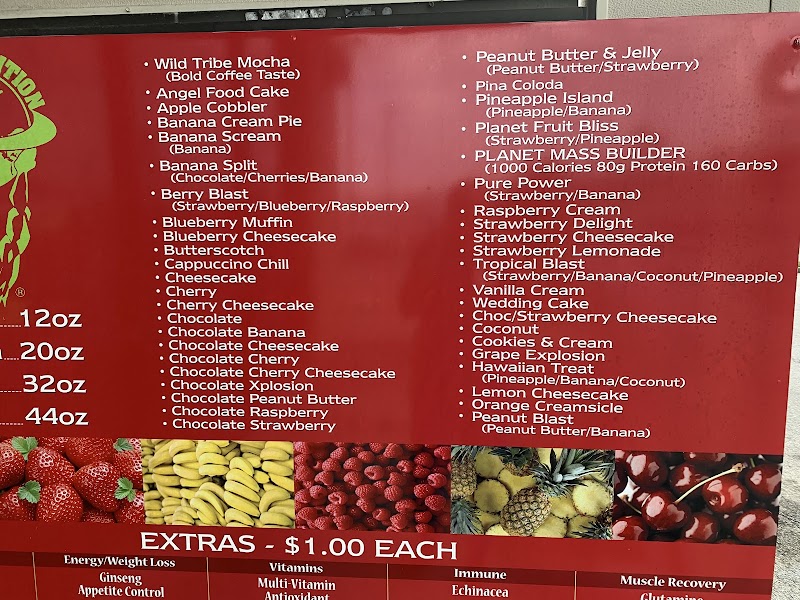 ITION
®
12oz
20oz
32oz
44oz
• Wild Tribe Mocha
(Bold Coffee Taste)
• Angel Food Cake
• Apple Cobbler
• Banana Cream Pie
• Banana Scream
(Banana)
• Banana Split
(Chocolate/Cherries/Banana)
• Berry Blast
(Strawberry/Blueberry/Raspberry)
• Blueberry Muffin
• Blueberry Cheesecake
• Butterscotch
• Cappuccino Chill
• Cheesecake
• Cherry
• Cherry Cheesecake
• Chocolate
• Chocolate Banana
• Chocolate Cheesecake
• Chocolate Cherry
• Chocolate Cherry Cheesecake
• Chocolate Xplosion
• Chocolate Peanut Butter
• Chocolate Raspberry
• Chocolate Strawberry
• Peanut Butter & Jelly
(Peanut Butter/Strawberry)
• Pina Coloda
• Pineapple Island
(Pineapple/Banana)
• Planet Fruit Bliss
(Strawberry/Pineapple)
• PLANET MASS BUILDER
(1000 Calories 80g Protein 160 Carbs)
• Pure Power
(Strawberry/Banana)
• Raspberry Cream
• Strawberry Delight
• Strawberry Cheesecake
• Strawberry Lemonade
• Tropical Blast
(Strawberry/Banana/Coconut/Pineapple)
• Vanilla Cream
• Wedding Cake
• Choc/Strawberry Cheesecake
• Coconut
• Cookies & Cream
• Grape Explosion
• Hawaiian Treat
(Pineapple/Banana/Coconut)
• Lemon Cheesecake
• Orange Creamsicle
• Peanut Blast
(Peanut Butter/Banana)
EXTRAS - $1.00 EACH
Energy/Weight Loss
Ginseng
Appetite Control
Vitamins
Multi-Vitamin
Antioxidant
Immune
Echinacea
Muscle Recovery
Glutamine